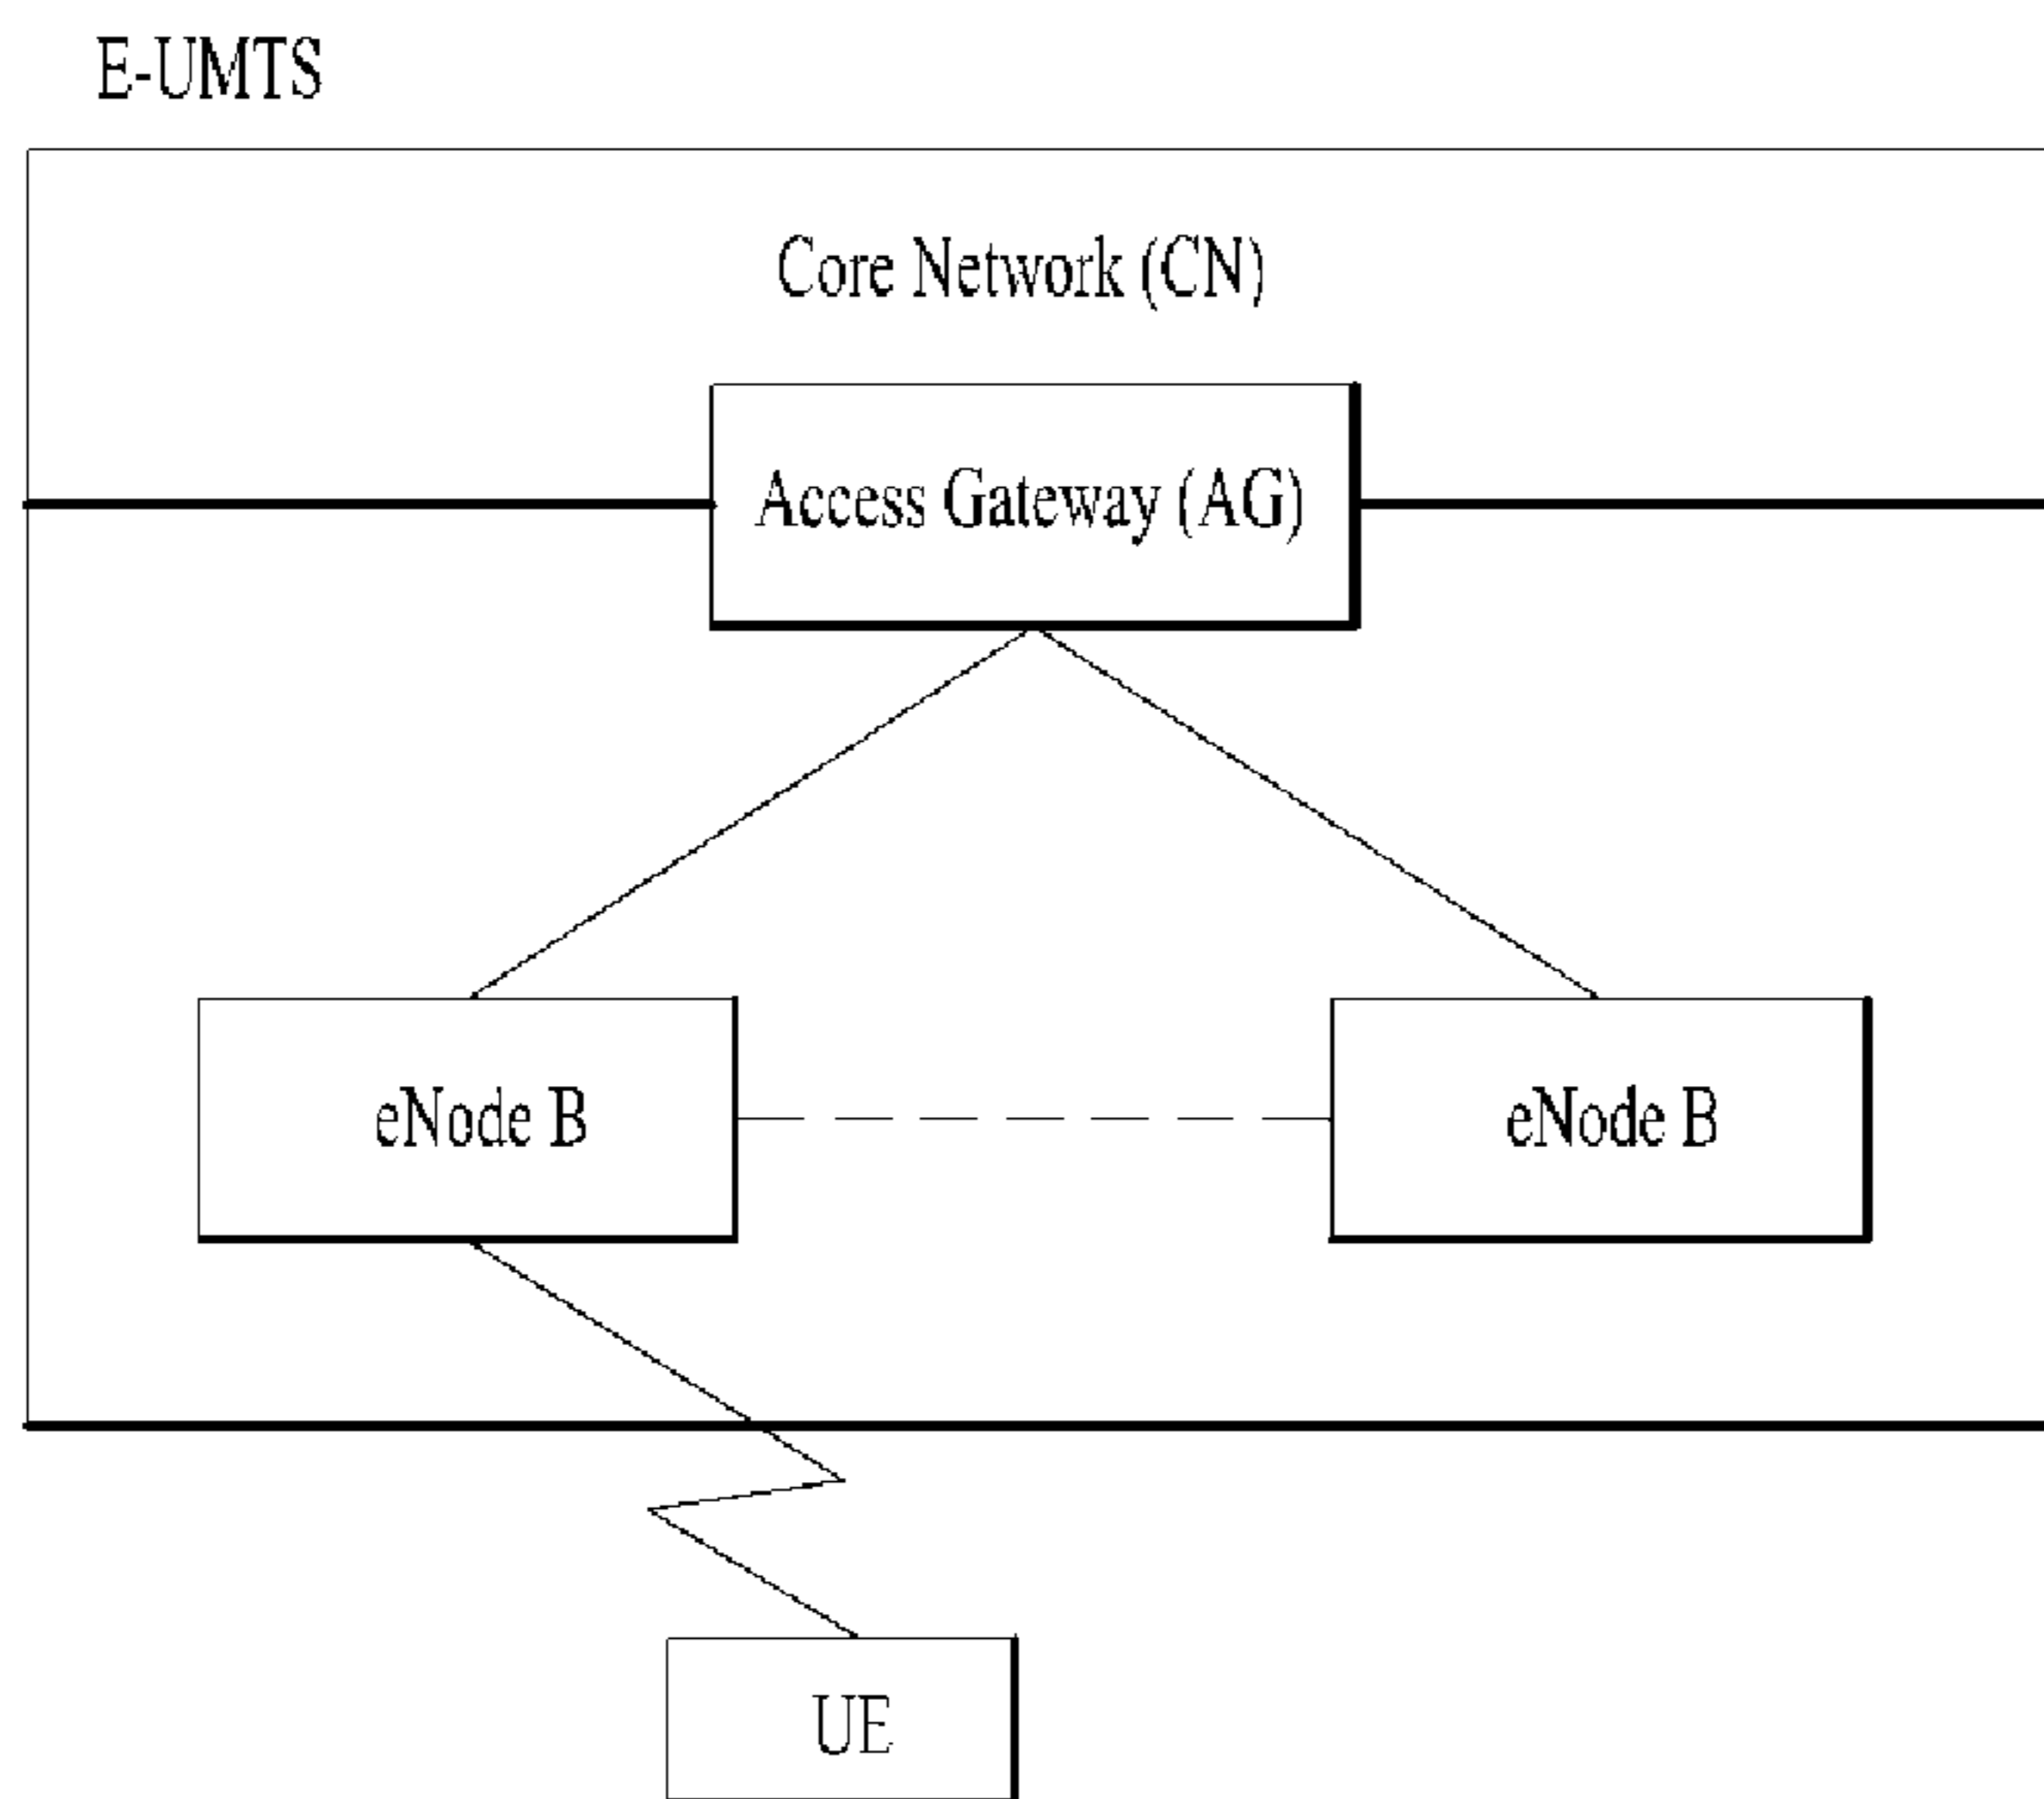 E-UMTS
Core Network (CN)
Access Gateway (AG)
eNode B
eNode B
UE